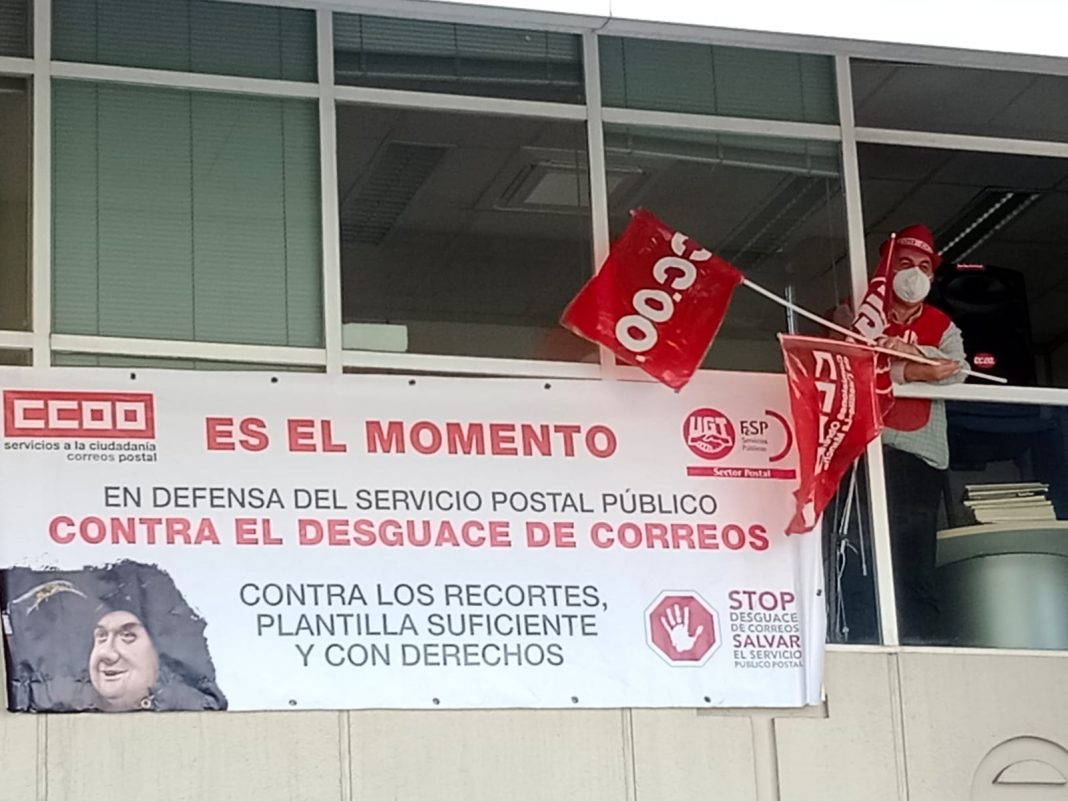 CCOO
servicios a la ciudadanía
correos postal
ES EL MOMENTO
UGT
FeSP
Servicios
Públicos
Sector Postal
EN DEFENSA DEL SERVICIO POSTAL PÚBLICO
CONTRA EL DESGUACE DE CORREOS
CONTRA LOS RECORTES,
PLANTILLA SUFICIENTE
Y CON DERECHOS
STOP
DESGUACE
DE CORREOS
SALVAR
EL SERVICIO
PÚBLICO POSTAL
CC.OO
CCOO